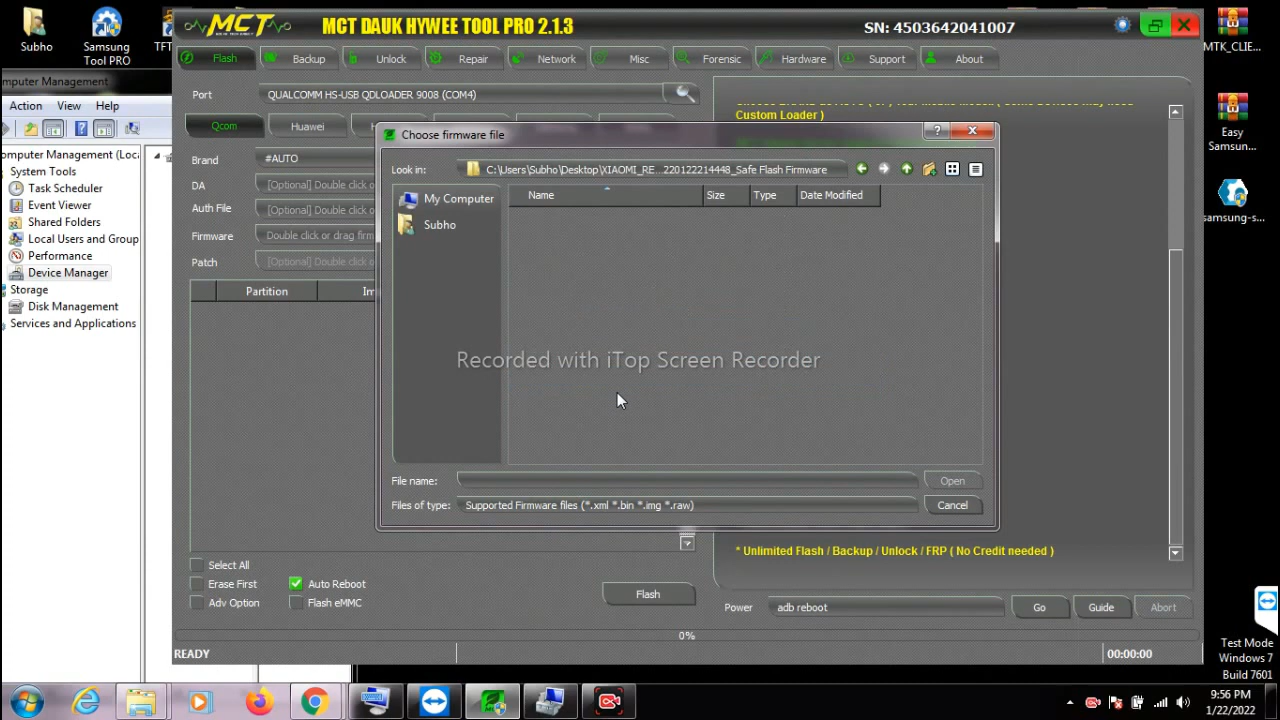 Subho
Samsung
Tool PRO
TFT
MCT
MCT DAUK HYWEE TOOL PRO 2.1.3
SN: 4503642041007
MTK_CLIE...
Easy
Samsun...
samsung-s...
omputer Management
Action View Help
omputer Management (Loca
System Tools
Task Scheduler
Event Viewer
Shared Folders
Local Users and Group
Performance
Device Manager
Storage
Disk Management
Services and Applications
Flash Backup Unlock Repair Network Misc Forensic Hardware Support About
Port QUALCOMM HS-USB QDLOADER 9008 (COM4)
Qcom Huawei
Brand #AUTO
DA [Optional] Double click o
Auth File [Optional] Double click o
Firmware Double click or drag firm
Patch [Optional] Double click o
Partition Im
Custom Loader )
Choose firmware file
Look in: C:\Users\Subho\Desktop\XIAOMI_RE...220122214448_Safe Flash Firmware
My Computer
Subho
Name Size Type Date Modified
Recorded with iTop Screen Recorder
File name: Open
Files of type: Supported Firmware files (*.xml *.bin *.img *.raw) Cancel
* Unlimited Flash / Backup / Unlock / FRP ( No Credit needed )
Select All
Erase First Auto Reboot
Adv Option Flash eMMC
Flash
Power adb reboot Go Guide Abort
0%
READY 00:00:00
Test Mode
Windows 7
Build 7601
9:56 PM
1/22/2022